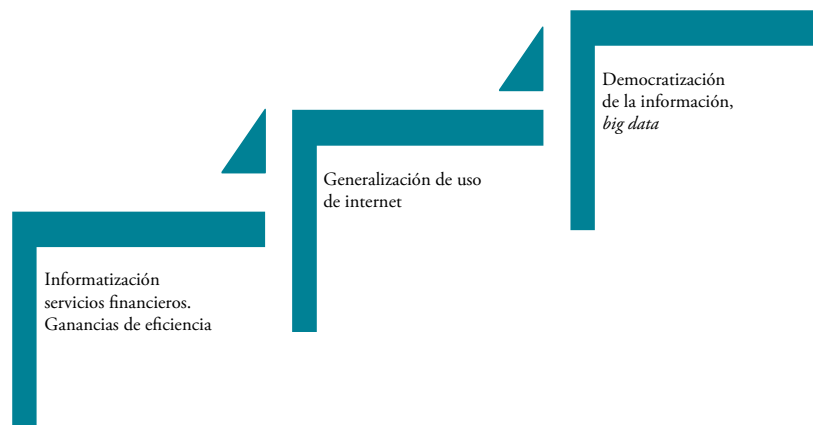 Informatización
servicios financieros.
Ganancias de eficiencia
Generalización de uso
de internet
Democratización
de la información,
big data